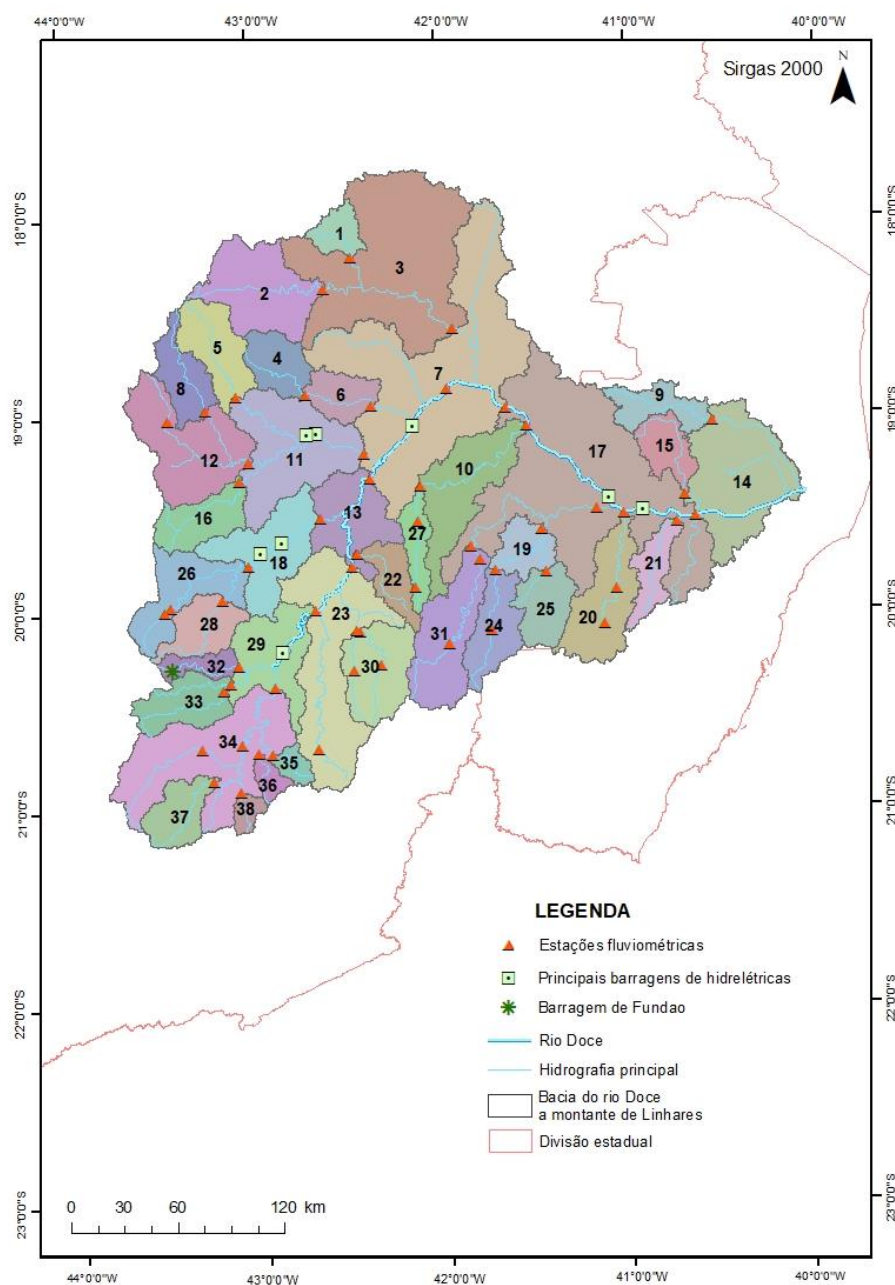 44°0'0"W 43°0'0"W 42°0'0"W 41°0'0"W 40°0'0"W
Sirgas 2000
N
18°0'0"S
18°0'0"S
1
3
2
5
4
7
8
6
9
19°0'0"S
19°0'0"S
10
17
15
12
11
14
13
16
18
27
19
26
22
21
23
25
20°0'0"S
20°0'0"S
28
20
24
29
31
32
30
33
34
35
36
21°0'0"S
21°0'0"S
37
38
LEGENDA
Estações fluviométricas
Principais barragens de hidrelétricas
Barragem de Fundao
22°0'0"S
22°0'0"S
Rio Doce
Hidrografia principal
Bacia do rio Doce
a montante de Linhares
Divisão estadual
23°0'0"S
23°0'0"S
0 30 60 120 km
44°0'0"W 43°0'0"W 42°0'0"W 41°0'0"W 40°0'0"W